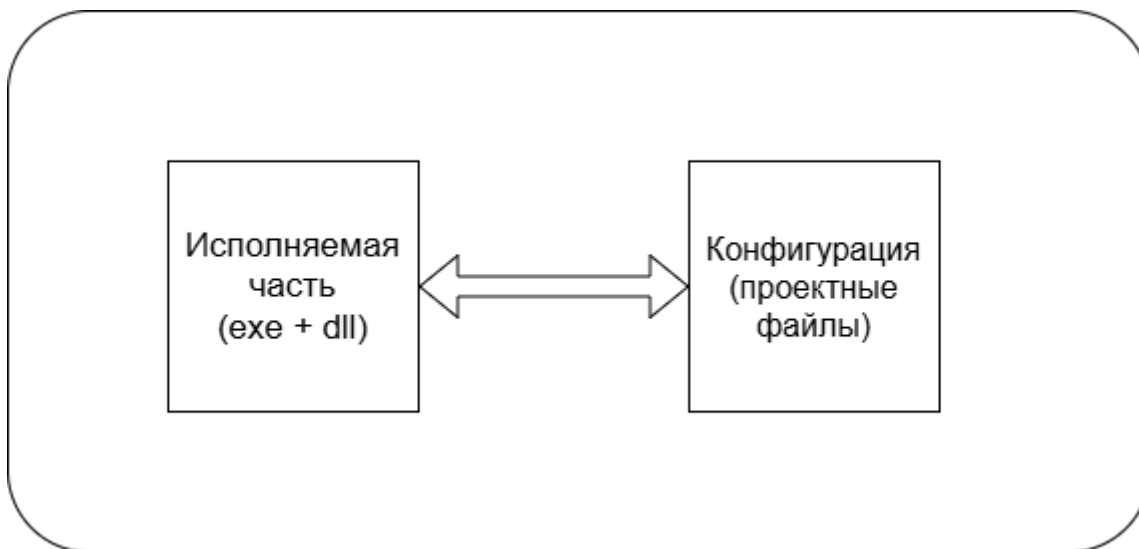 Исполняемая
часть
(exe + dll)
Конфигурация
(проектные
файлы)